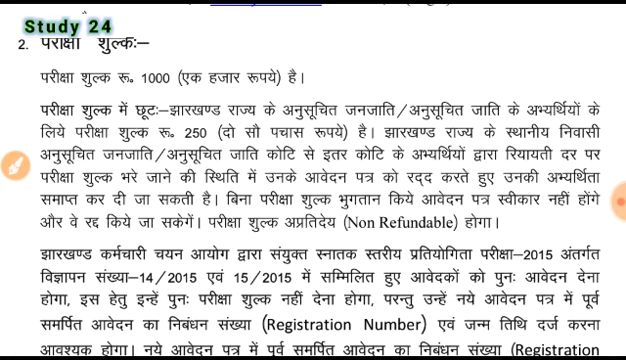 Study 24
2. परीक्षा शुल्कः—
परीक्षा शुल्क रू० 1000 (एक हजार रूपये) है।
परीक्षा शुल्क में छूटः—झारखण्ड राज्य के अनुसूचित जनजाति/अनुसूचित जाति के अभ्यर्थियों के
लिये परीक्षा शुल्क रू० 250 (दो सौ पचास रूपये) है। झारखण्ड राज्य के स्थानीय निवासी
अनुसूचित जनजाति/अनुसूचित जाति कोटि से इतर कोटि के अभ्यर्थियों द्वारा रियायती दर पर
परीक्षा शुल्क भरे जाने की स्थिति में उनके आवेदन पत्र को रद्द करते हुए उनकी अभ्यर्थिता
समाप्त कर दी जा सकती है। बिना परीक्षा शुल्क भुगतान किये आवेदन पत्र स्वीकार नहीं होंगे
और वे रद्द किये जा सकेगें। परीक्षा शुल्क अप्रतिदेय (Non Refundable) होगा।
झारखण्ड कर्मचारी चयन आयोग द्वारा संयुक्त स्नातक स्तरीय प्रतियोगिता परीक्षा—2015 अंतर्गत
विज्ञापन संख्या—14/2015 एवं 15/2015 में सम्मिलित हुए आवेदकों को पुनः आवेदन देना
होगा, इस हेतु इन्हें पुनः परीक्षा शुल्क नहीं देना होगा, परन्तु उन्हें नये आवेदन पत्र में पूर्व
समर्पित आवेदन का निबंधन संख्या (Registration Number) एवं जन्म तिथि दर्ज करना
आवश्यक होगा। नये आवेदन पत्र में पूर्व समर्पित आवेदन का निबंधन संख्या (Registration